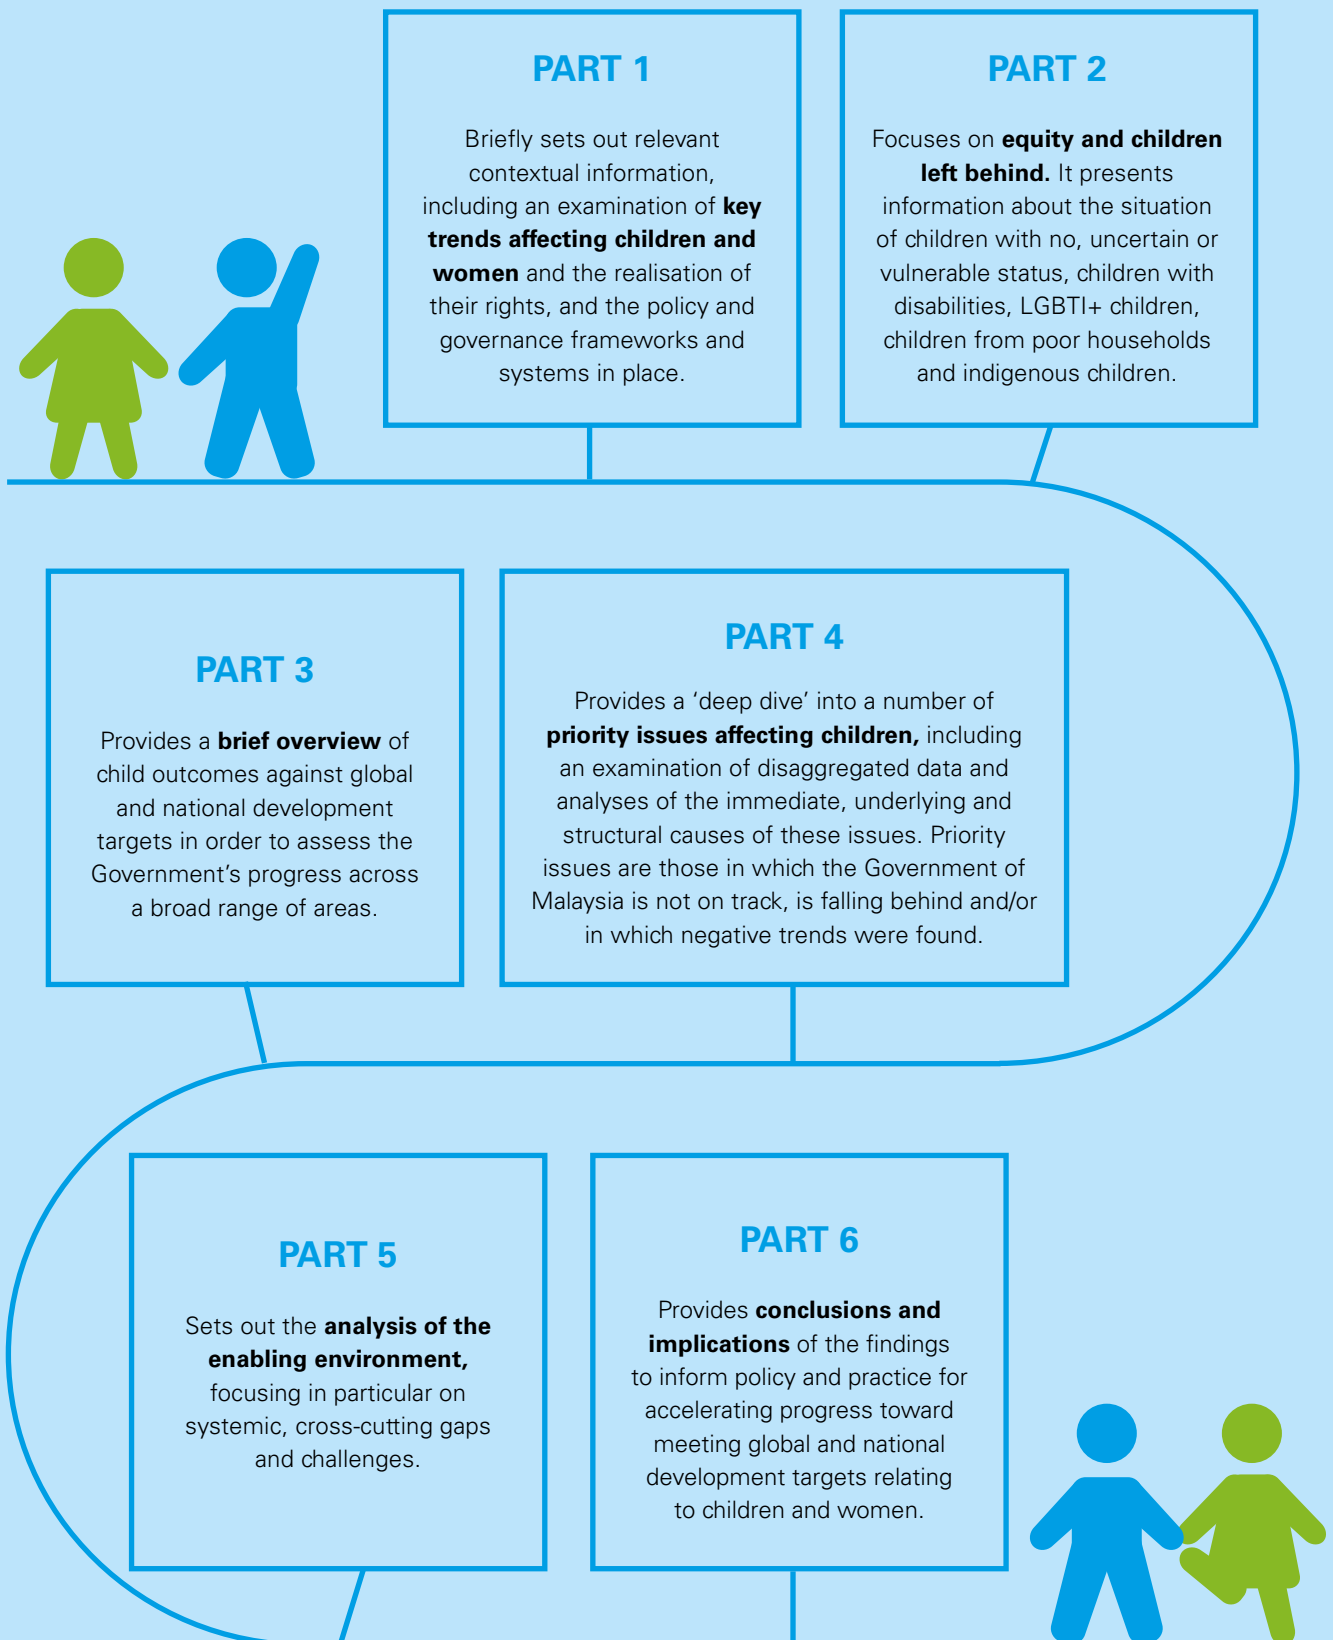 PART 1
Briefly sets out relevant
contextual information,
including an examination of key
trends affecting children and
women and the realisation of
their rights, and the policy and
governance frameworks and
systems in place.
PART 2
Focuses on equity and children
left behind. It presents
information about the situation
of children with no, uncertain or
vulnerable status, children with
disabilities, LGBTI+ children,
children from poor households
and indigenous children.
PART 3
Provides a brief overview of
child outcomes against global
and national development
targets in order to assess the
Government’s progress across
a broad range of areas.
PART 4
Provides a ‘deep dive’ into a number of
priority issues affecting children, including
an examination of disaggregated data and
analyses of the immediate, underlying and
structural causes of these issues. Priority
issues are those in which the Government of
Malaysia is not on track, is falling behind and/or
in which negative trends were found.
PART 5
Sets out the analysis of the
enabling environment,
focusing in particular on
systemic, cross-cutting gaps
and challenges.
PART 6
Provides conclusions and
implications of the findings
to inform policy and practice for
accelerating progress toward
meeting global and national
development targets relating
to children and women.